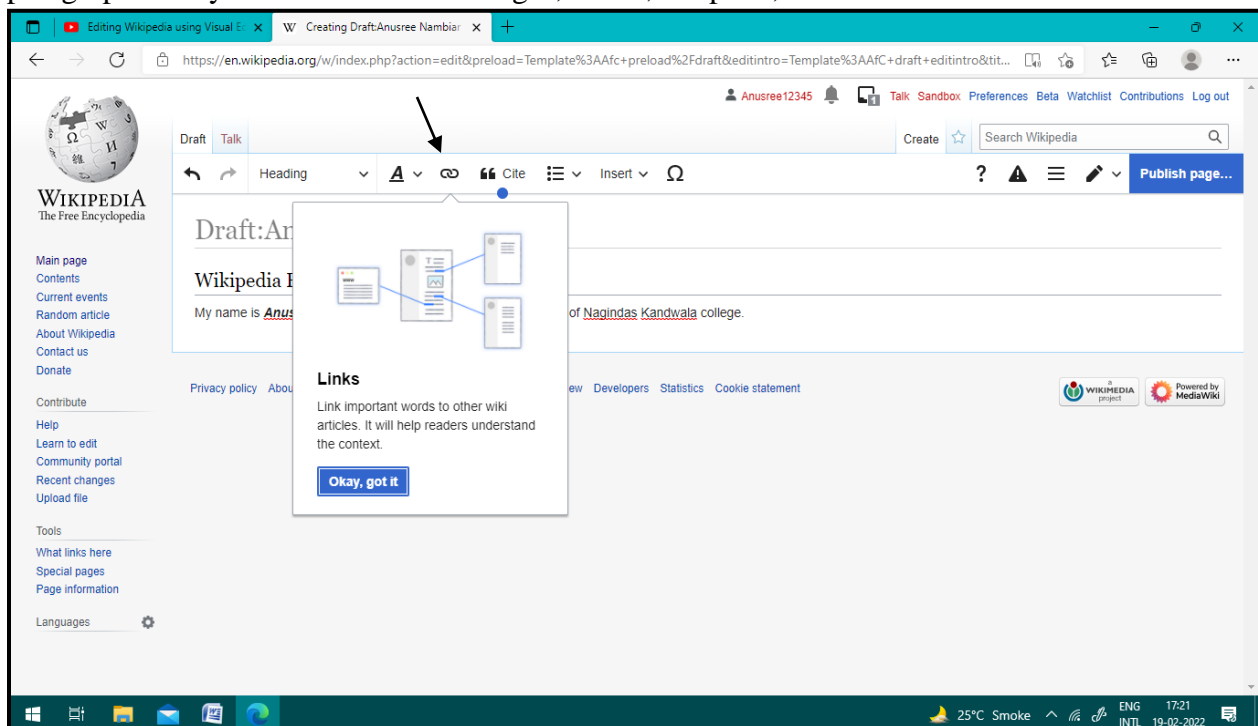 Editing Wikipedia using Visual E
Creating Draft:Anusree Nambiar
https://en.wikipedia.org/w/index.php?action=edit&preload=Template%3AAfc+preload%2Fdraft&editintro=Template%3AAfC+draft+editintro&tit...
Anusree12345 1 Talk Sandbox Preferences Beta Watchlist Contributions Log out
Draft Talk Create Search Wikipedia
Heading A Cite Insert Ω ? Publish page...
WIKIPEDIA
The Free Encyclopedia
Main page
Contents
Current events
Random article
About Wikipedia
Contact us
Donate
Contribute
Help
Learn to edit
Community portal
Recent changes
Upload file
Tools
What links here
Special pages
Page information
Languages
Draft:An
Wikipedia
My name is Anus of Nagindas Kandwala college.
Links
Link important words to other wiki
articles. It will help readers understand
the context.
Okay, got it
Privacy policy Abou ew Developers Statistics Cookie statement
a WIKIMEDIA project Powered by MediaWiki
25°C Smoke ENG INTL 17:21 19-02-2022